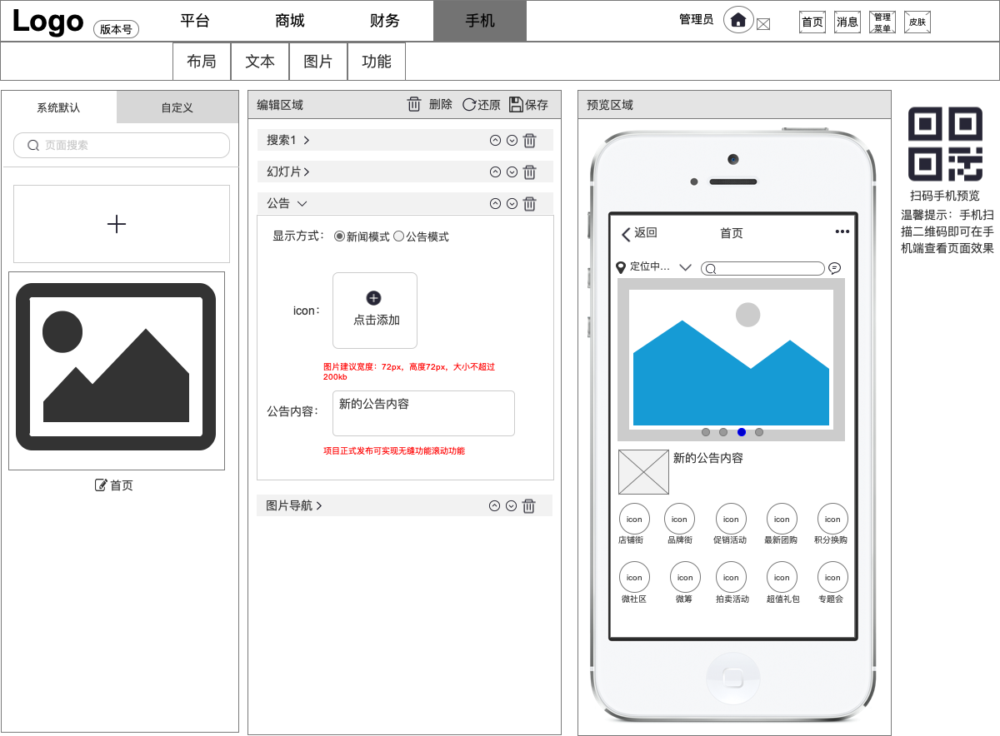 Logo
版本号
平台
商城
财务
手机
管理员
首页
消息
管理
菜单
皮肤
布局
文本
图片
功能
系统默认
自定义
页面搜索
首页
编辑区域
删除
还原
保存
搜索1
幻灯片
公告
显示方式：
新闻模式
公告模式
icon：
点击添加
图片建议宽度：72px，高度72px，大小不超过
200kb
公告内容：
新的公告内容
项目正式发布可实现无缝功能滚动功能
图片导航
预览区域
返回
首页
定位中...
新的公告内容
icon icon icon icon icon
店铺街 品牌街 促销活动 最新团购 积分换购
icon icon icon icon icon
微社区 微筹 拍卖活动 超值礼包 专题会
扫码手机预览
温馨提示：手机扫
描二维码即可在手
机端查看页面效果